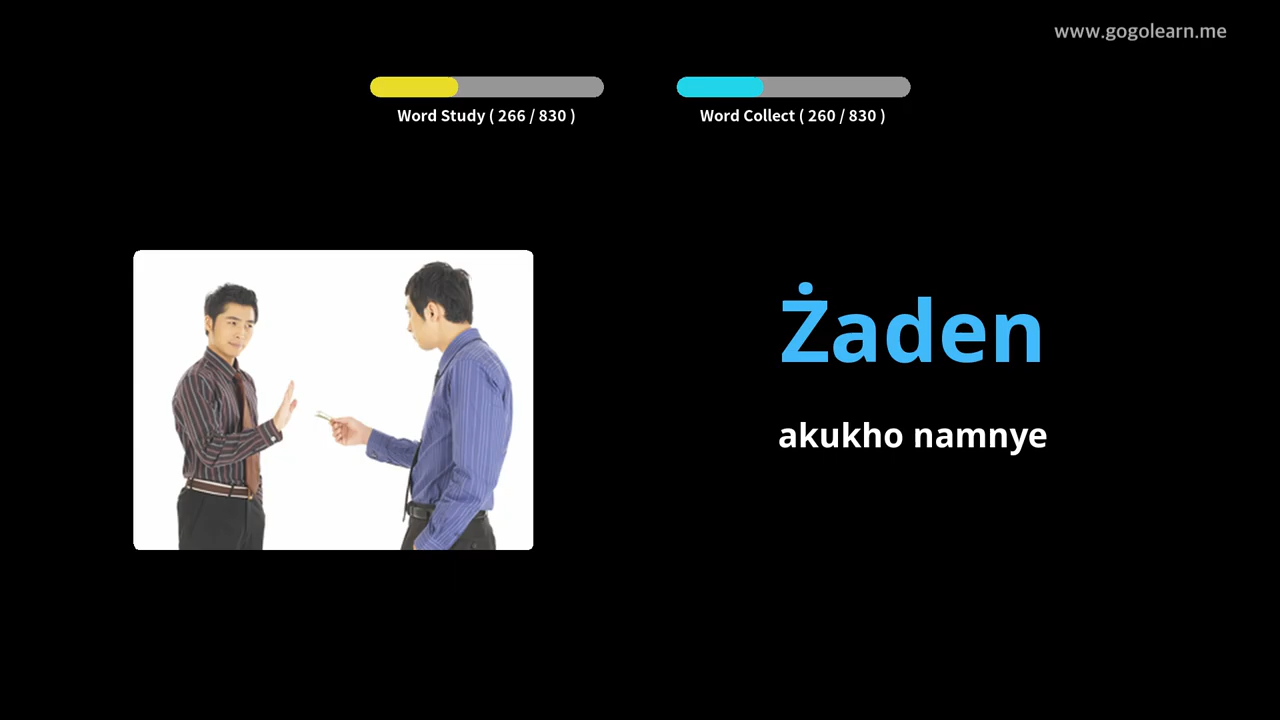 www.gogolearn.me
Word Study ( 266 / 830 )
Word Collect ( 260 / 830 )
Żaden
akukho namnye